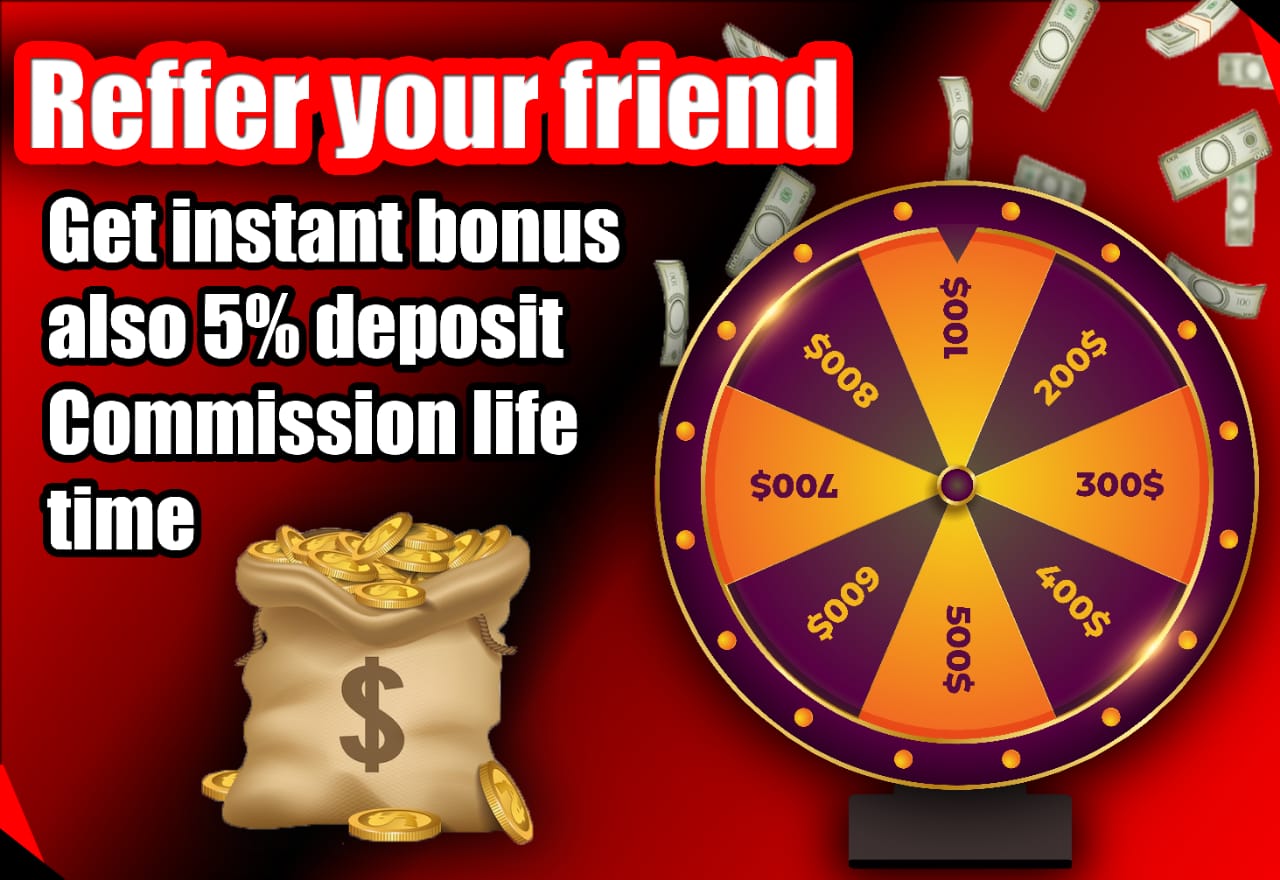 Reffer your friend
Get instant bonus
also 5% deposit
Commission life
time
100$
200$
300$
400$
500$
600$
700$
800$
$